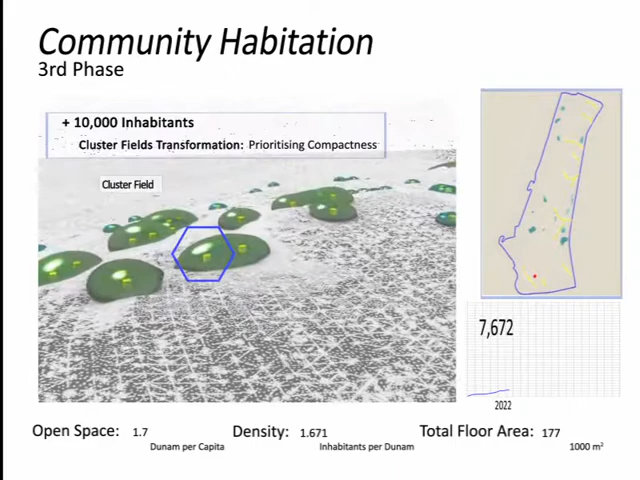 Community Habitation
3rd Phase
+ 10,000 Inhabitants
Cluster Fields Transformation: Prioritising Compactness
Cluster Field
7,672
2022
Open Space: 1.7
Dunam per Capita
Density: 1.671
Inhabitants per Dunam
Total Floor Area: 177
1000 m²